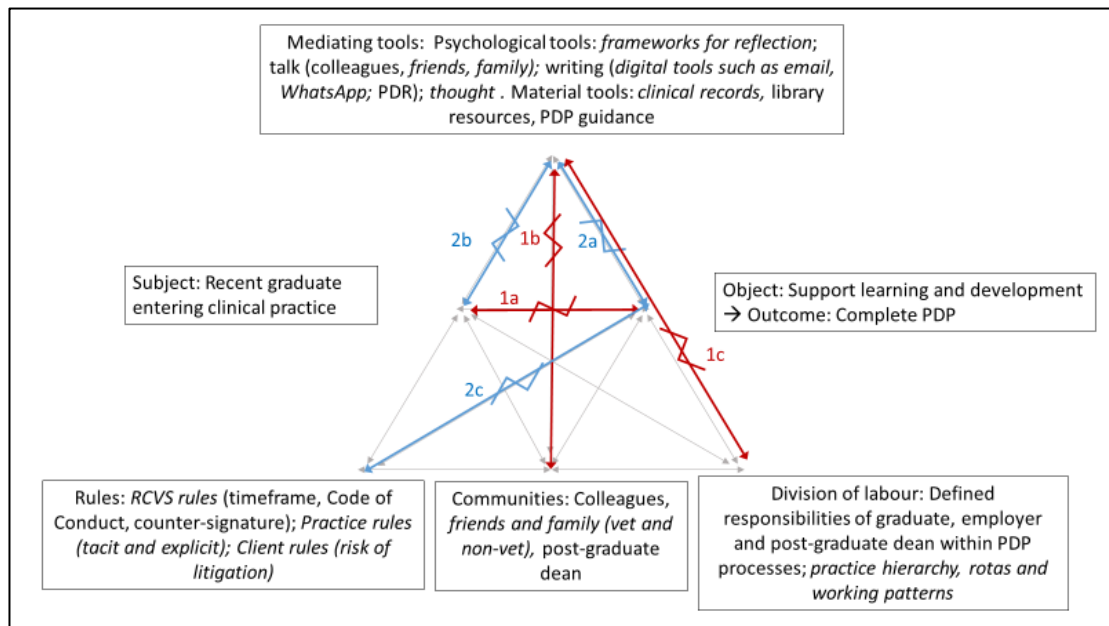 Mediating tools: Psychological tools: frameworks for reflection;
talk (colleagues, friends, family); writing (digital tools such as email,
WhatsApp; PDR); thought . Material tools: clinical records, library
resources, PDP guidance
2b
1b
2a
Subject: Recent graduate
entering clinical practice
1a
Object: Support learning and development
→ Outcome: Complete PDP
1c
2c
Rules: RCVS rules (timeframe, Code of
Conduct, counter-signature); Practice rules
(tacit and explicit); Client rules (risk of
litigation)
Communities: Colleagues,
friends and family (vet and
non-vet), post-graduate
dean
Division of labour: Defined
responsibilities of graduate, employer
and post-graduate dean within PDP
processes; practice hierarchy, rotas and
working patterns